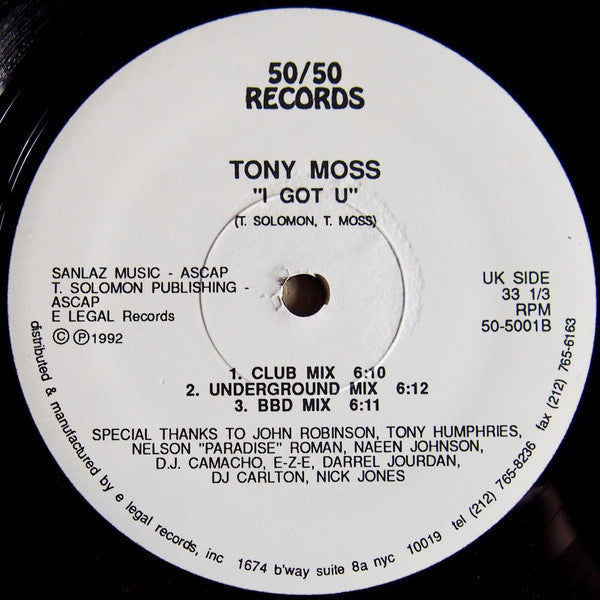 50/50
RECORDS
TONY MOSS
"I GOT U"
(T. SOLOMON, T. MOSS)
SANLAZ MUSIC - ASCAP
T. SOLOMON PUBLISHING -
ASCAP
E LEGAL Records
© Ⓟ 1992
UK SIDE
33 1/3
RPM
50-5001B
1. CLUB MIX 6:10
2. UNDERGROUND MIX 6:12
3. BBD MIX 6:11
SPECIAL THANKS TO JOHN ROBINSON, TONY HUMPHRIES,
NELSON "PARADISE" ROMAN, NAEEN JOHNSON,
D.J. CAMACHO, E-Z-E, DARREL JOURDAN,
DJ CARLTON, NICK JONES
distributed & manufactured by e legal records, inc 1674 b'way suite 8a nyc 10019 tel (212) 765-8236 fax (212) 765-6163